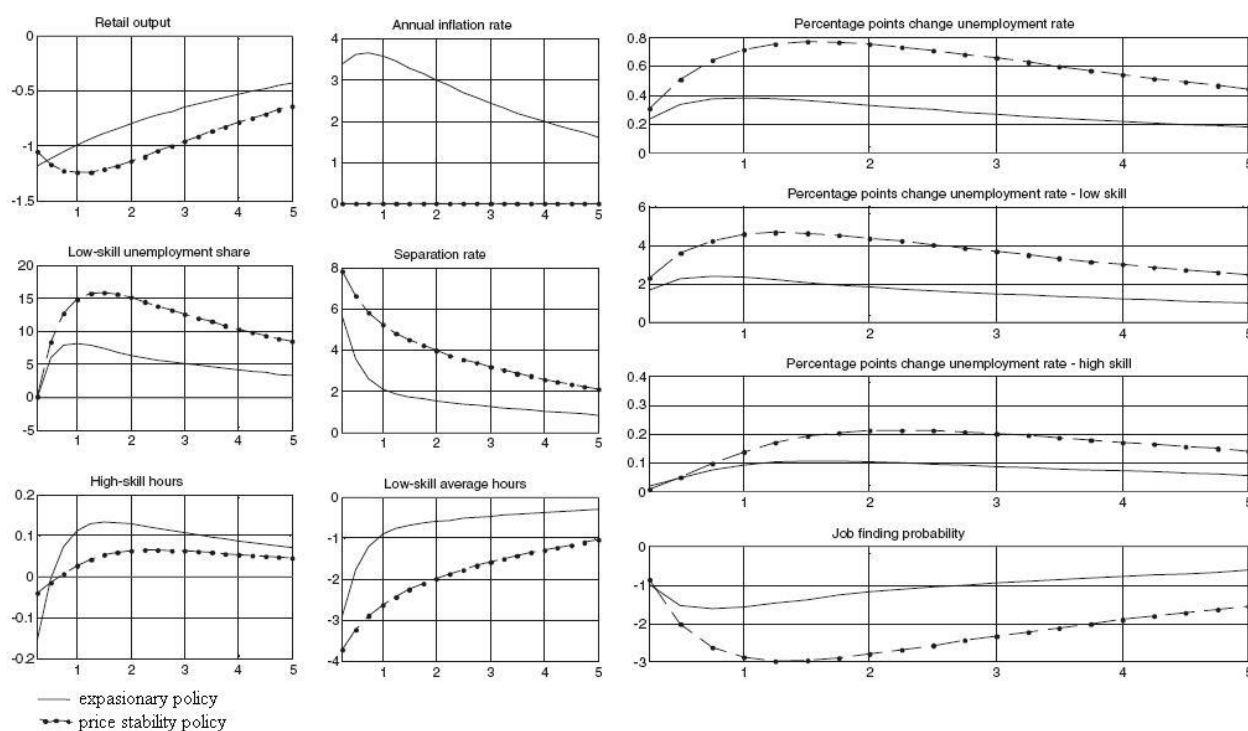 Retail output
0
-0.5
-1
-1.5
1 2 3 4 5
Low-skill unemployment share
20
15
10
5
0
-5
1 2 3 4 5
High-skill hours
0.2
0.1
0
-0.1
0.2
1 2 3 4 5
expasionary policy
price stability policy
Annual inflation rate
4
3
2
1
0
1 2 3 4 5
Separation rate
8
6
4
2
0
1 2 3 4 5
Low-skill average hours
0
-1
-2
-3
-4
1 2 3 4 5
Percentage points change unemployment rate
0.8
0.6
0.4
0.2
0
1 2 3 4 5
Percentage points change unemployment rate - low skill
6
4
2
0
1 2 3 4 5
Percentage points change unemployment rate - high skill
0.4
0.3
0.2
0.1
0
1 2 3 4 5
Job finding probability
0
-1
-2
-3
1 2 3 4 5